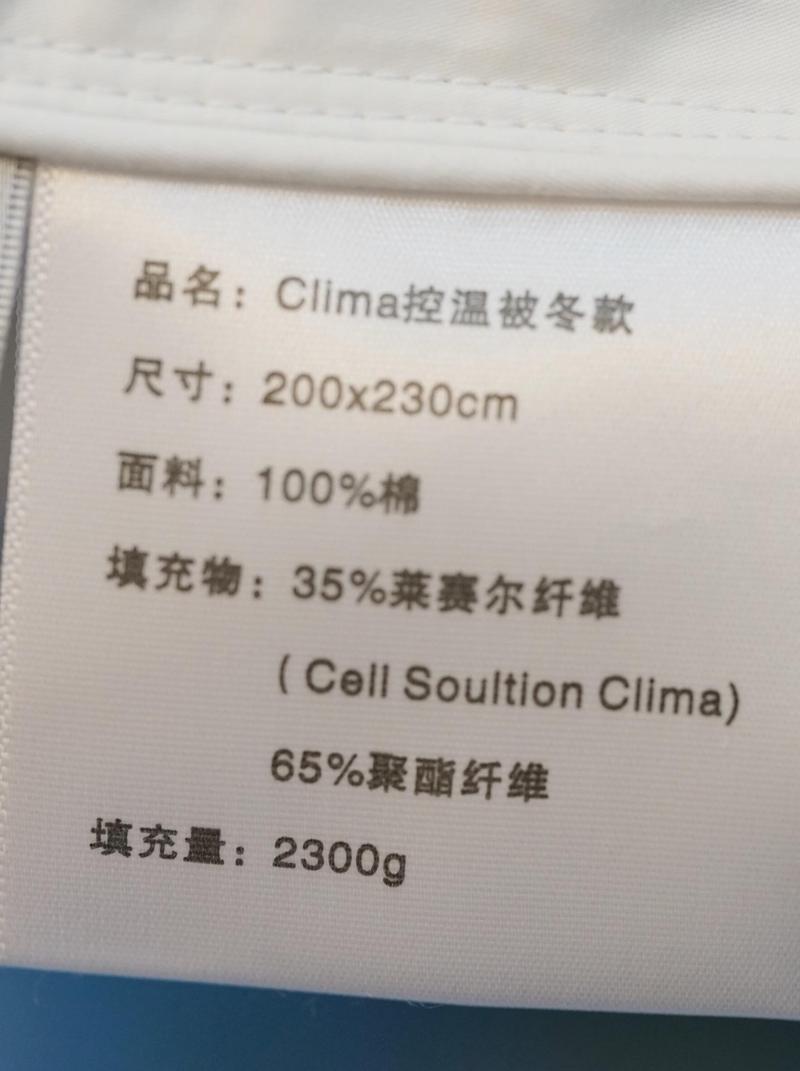 品名：Clima控温被冬款
尺寸：200x230cm
面料：100%棉
填充物：35%莱赛尔纤维
（Cell Soultion Clima）
65%聚酯纤维
填充量：2300g